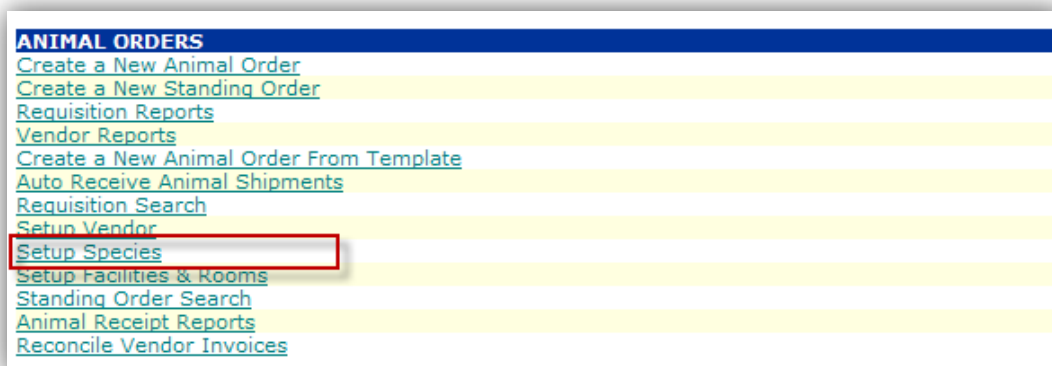 ANIMAL ORDERS
Create a New Animal Order
Create a New Standing Order
Requisition Reports
Vendor Reports
Create a New Animal Order From Template
Auto Receive Animal Shipments
Requisition Search
Setup Vendor
Setup Species
Setup Facilities & Rooms
Standing Order Search
Animal Receipt Reports
Reconcile Vendor Invoices